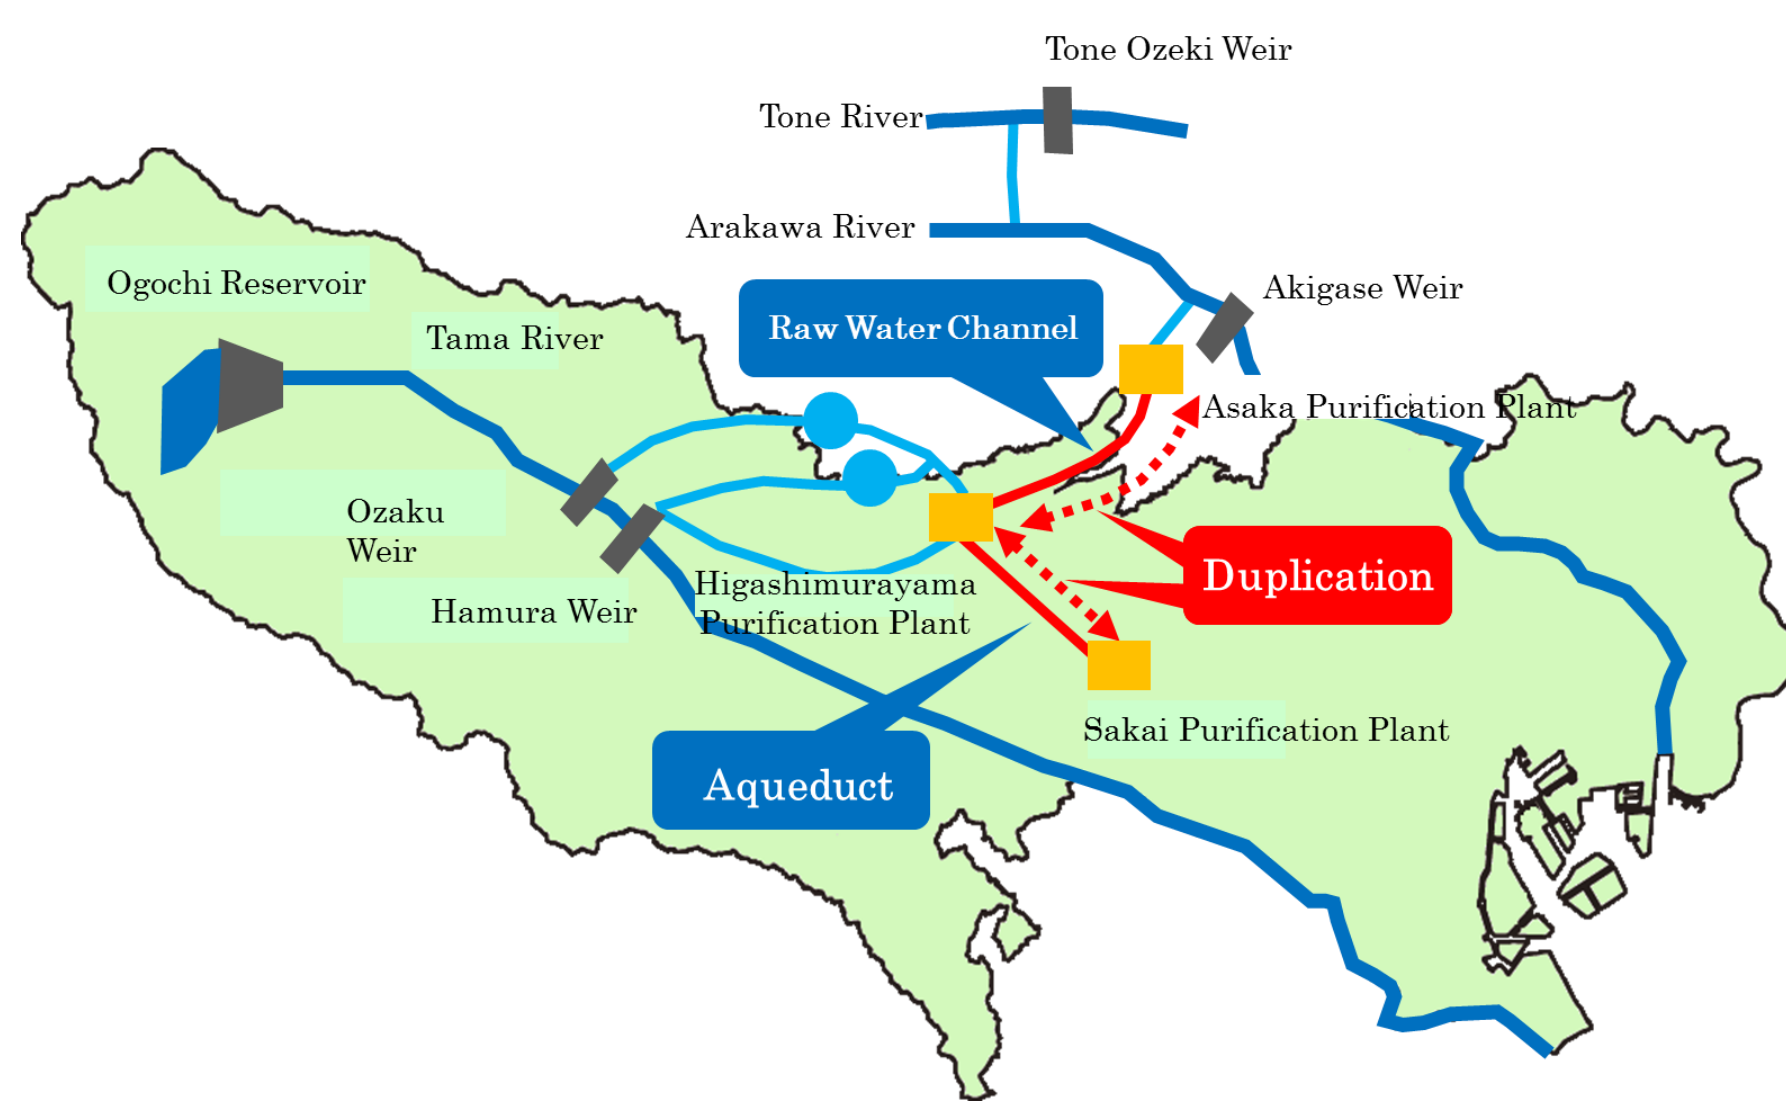 Tone Ozeki Weir
Tone River
Arakawa River
Ogochi Reservoir
Akigase Weir
Tama River
Raw Water Channel
Asaka Purification Plant
Ozaku
Weir
Duplication
Higashimurayama
Purification Plant
Hamura Weir
Sakai Purification Plant
Aqueduct